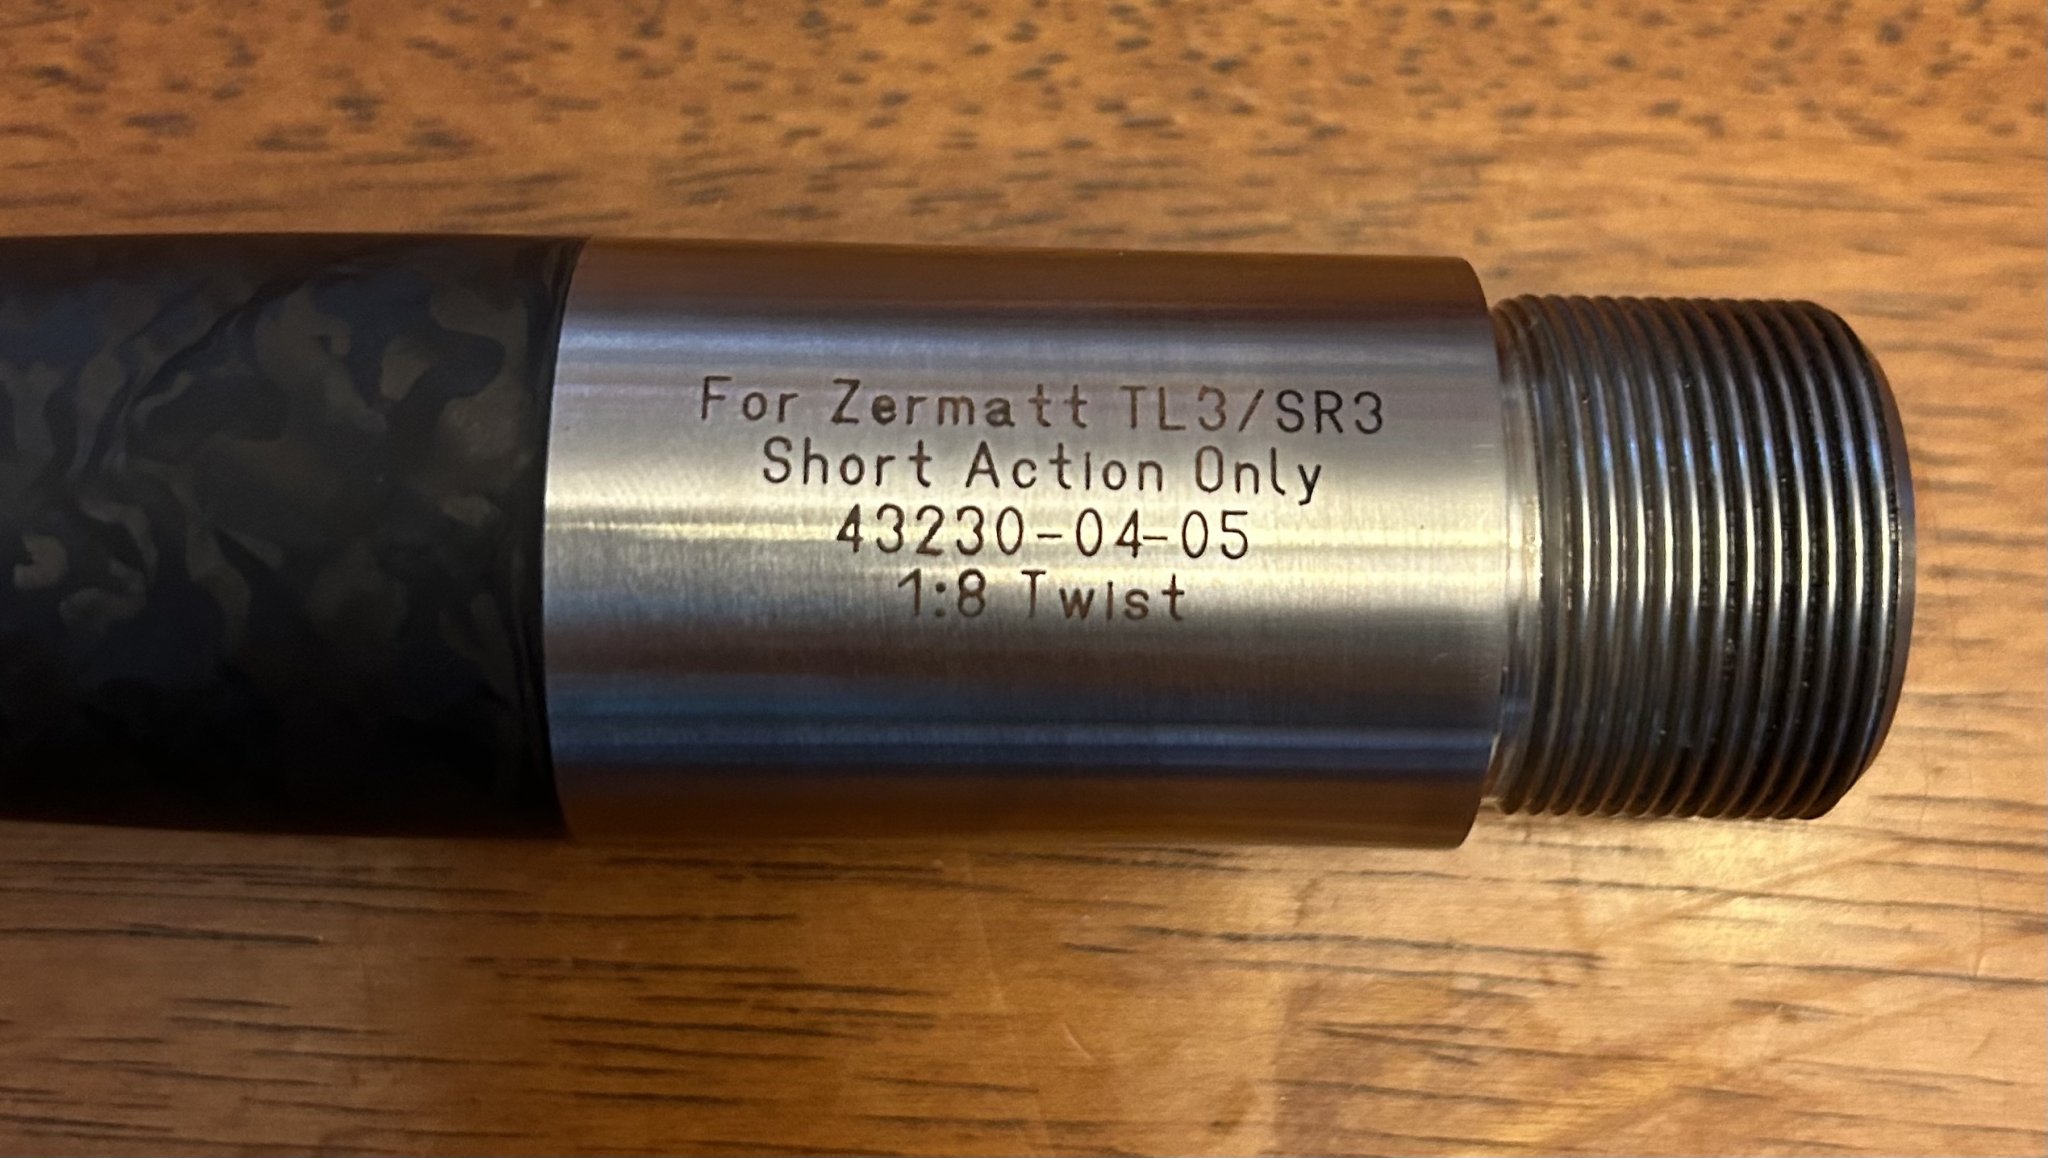 For Zermatt TL3/SR3
Short Action Only
43230-04-05
1:8 Twist